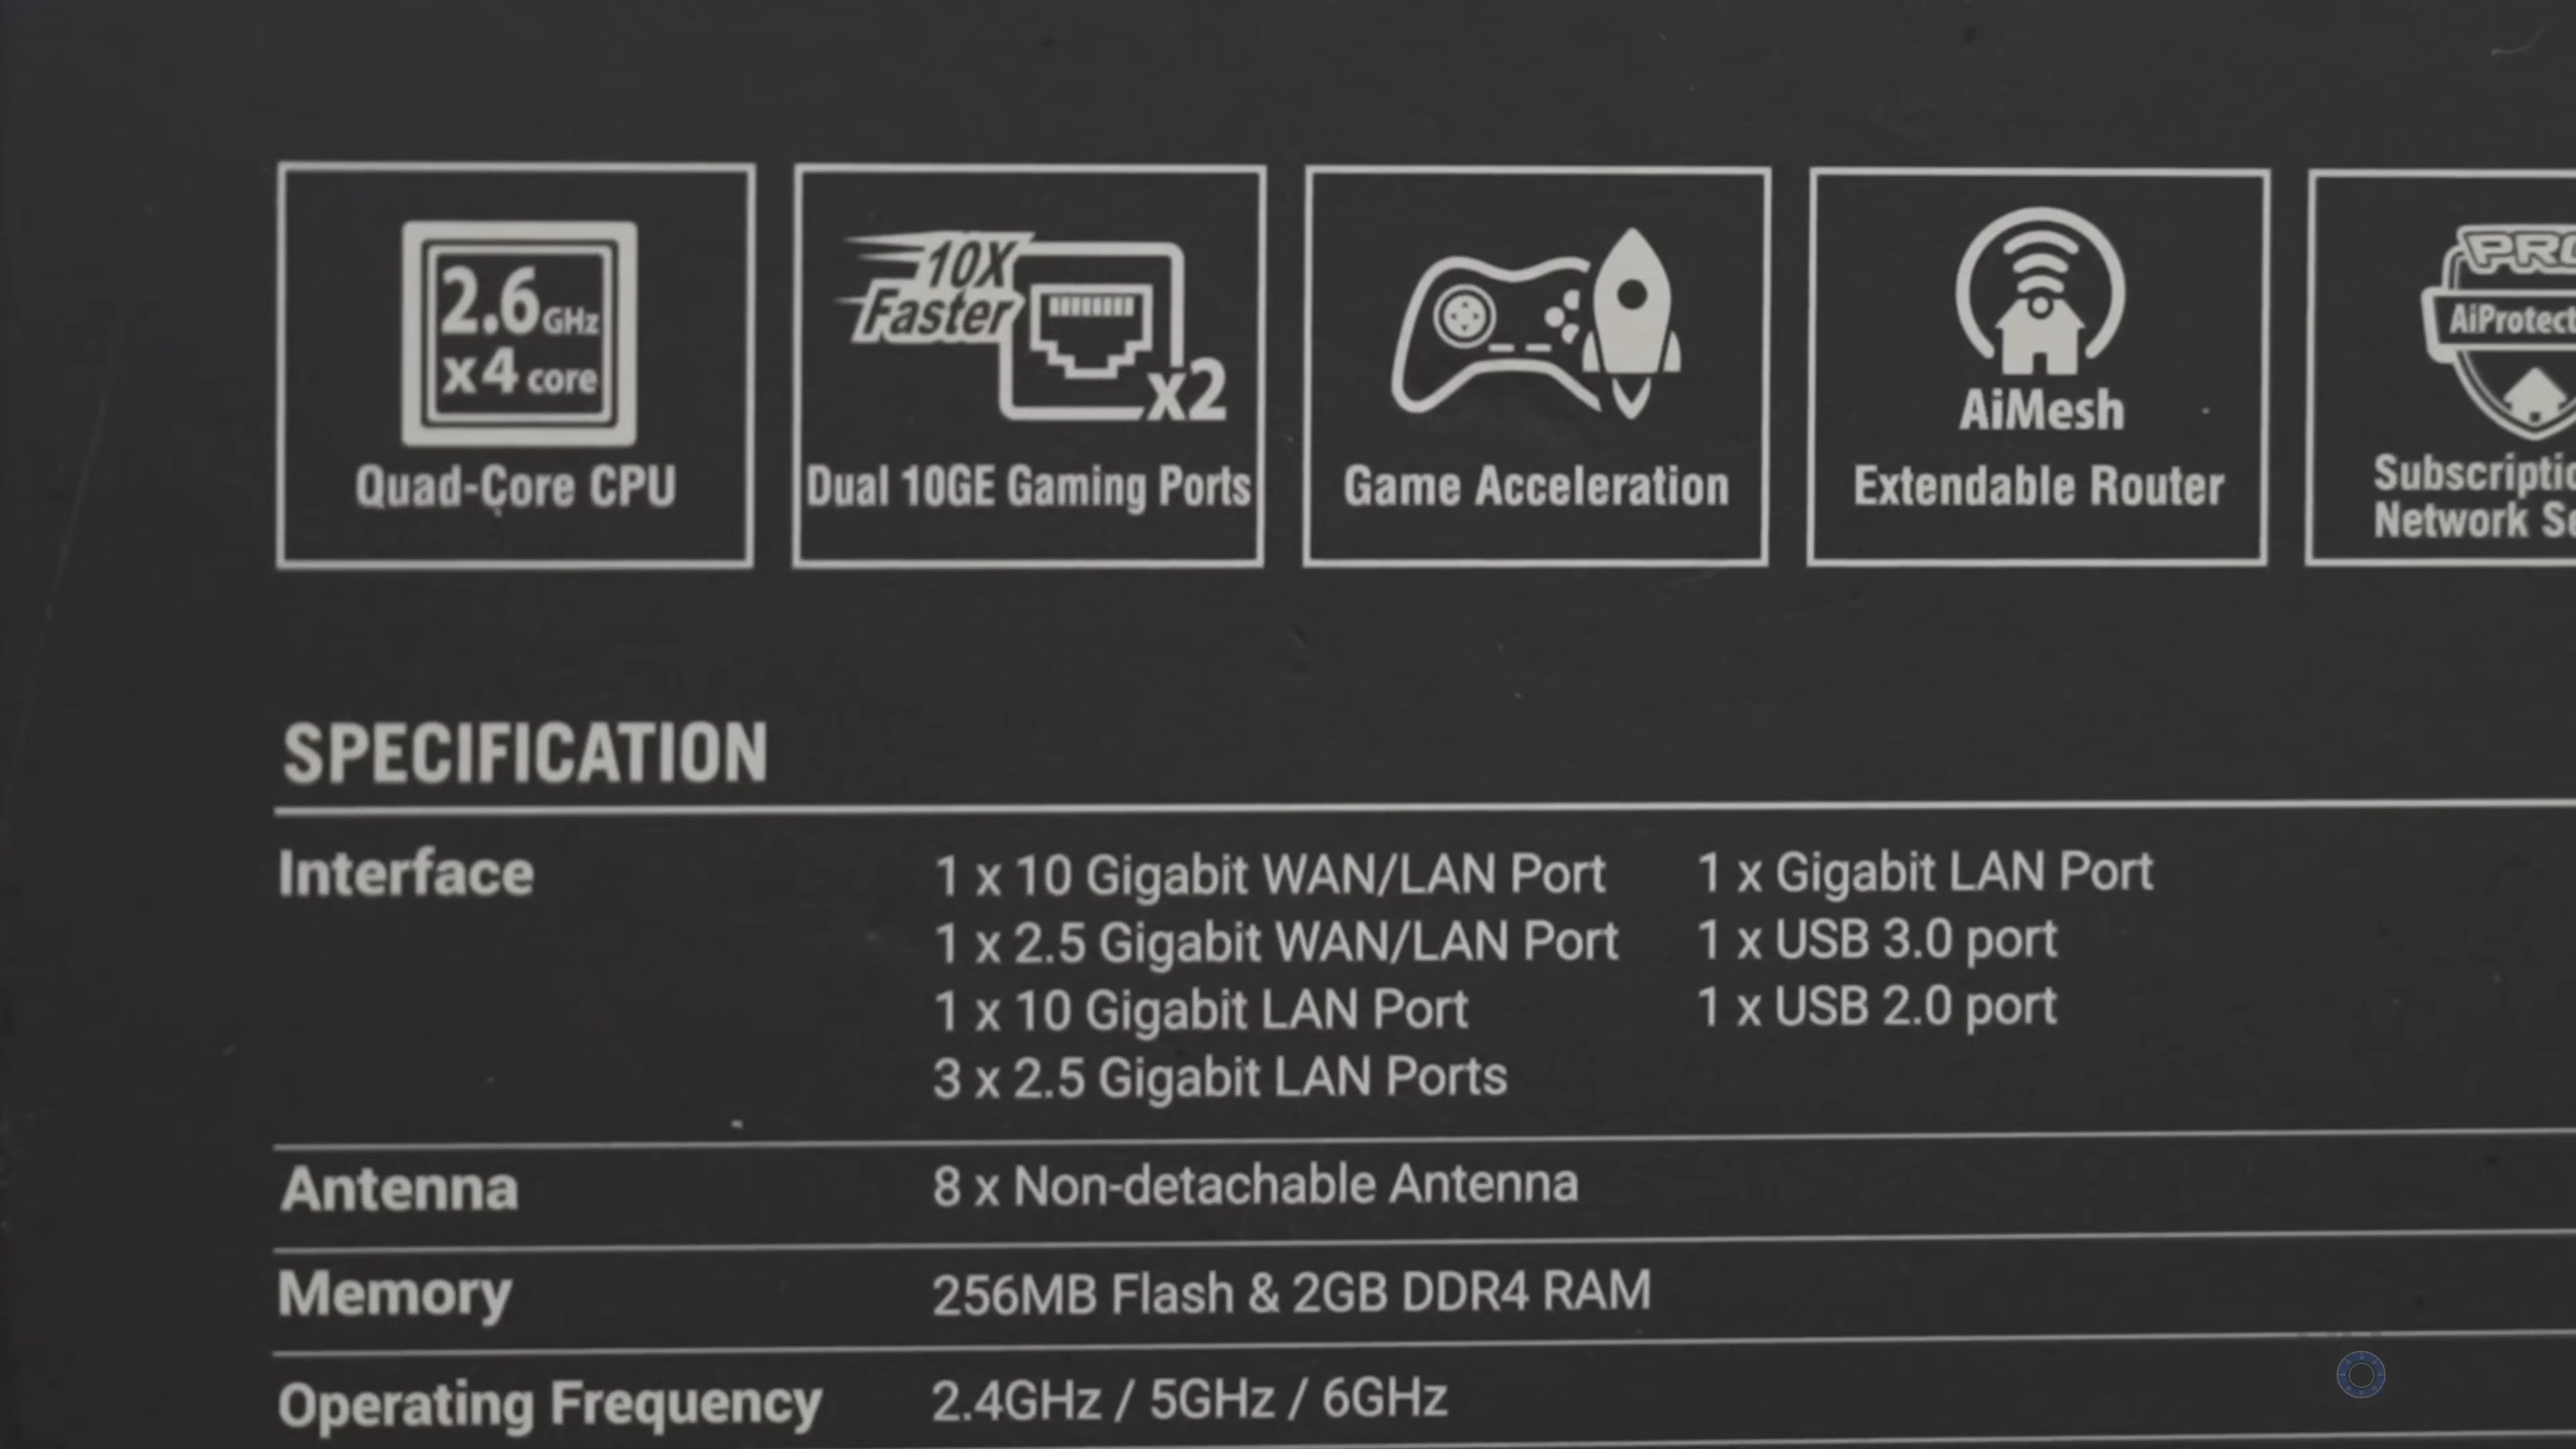 2.6GHz
x4 core
Quad-Core CPU
10X
Faster
x2
Dual 10GE Gaming Ports
Game Acceleration
AiMesh
Extendable Router
SPECIFICATION
Interface
1 x 10 Gigabit WAN/LAN Port
1 x 2.5 Gigabit WAN/LAN Port
1 x 10 Gigabit LAN Port
3 x 2.5 Gigabit LAN Ports
1 x Gigabit LAN Port
1 x USB 3.0 port
1 x USB 2.0 port
Antenna
8 x Non-detachable Antenna
Memory
256MB Flash & 2GB DDR4 RAM
Operating Frequency
2.4GHz / 5GHz / 6GHz
Network